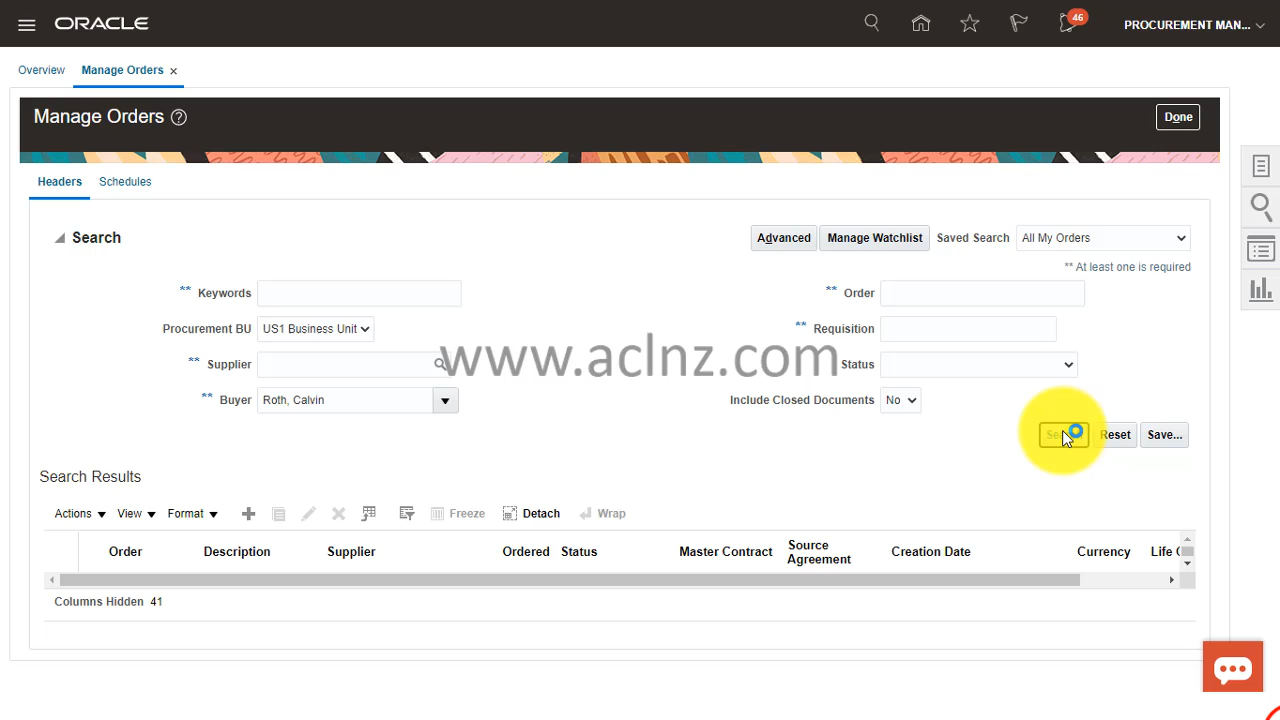 ORACLE
46
PROCUREMENT MAN...
Overview
Manage Orders
Manage Orders
Done
Headers
Schedules
Search
Advanced
Manage Watchlist
Saved Search
All My Orders
** At least one is required
** Keywords
** Order
Procurement BU
US1 Business Unit
** Requisition
** Supplier
Status
www.aclnz.com
** Buyer
Roth, Calvin
Include Closed Documents
No
Reset
Save...
Search Results
Actions
View
Format
Freeze
Detach
Wrap
Order
Description
Supplier
Ordered
Status
Master Contract
Source
Agreement
Creation Date
Currency
Life
Columns Hidden 41